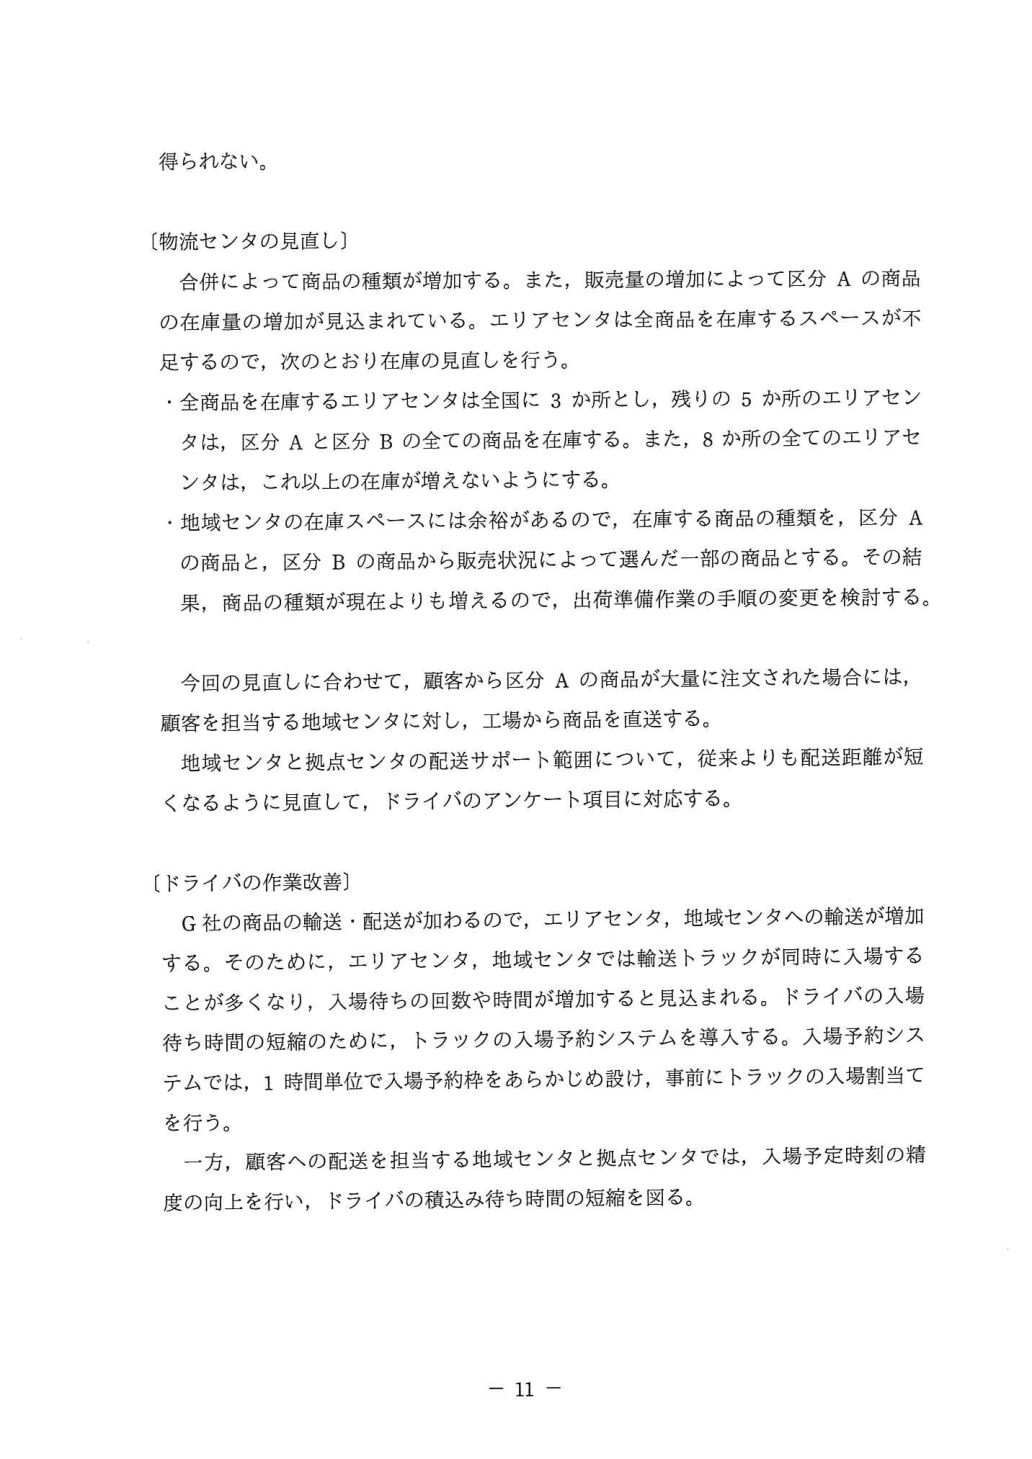 得られない。
〔物流センタの見直し〕
合併によって商品の種類が増加する。また，販売量の増加によって区分 A の商品
の在庫量の増加が見込まれている。エリアセンタは全商品を在庫するスペースが不
足するので，次のとおり在庫の見直しを行う。
・全商品を在庫するエリアセンタは全国に 3 か所とし，残りの 5 か所のエリアセン
タは，区分 A と区分 B の全ての商品を在庫する。また，8 か所の全てのエリアセ
ンタは，これ以上の在庫が増えないようにする。
・地域センタの在庫スペースには余裕があるので，在庫する商品の種類を，区分 A
の商品と，区分 B の商品から販売状況によって選んだ一部の商品とする。その結
果，商品の種類が現在よりも増えるので，出荷準備作業の手順の変更を検討する。
今回の見直しに合わせて，顧客から区分 A の商品が大量に注文された場合には，
顧客を担当する地域センタに対し，工場から商品を直送する。
地域センタと拠点センタの配送サポート範囲について，従来よりも配送距離が短
くなるように見直して，ドライバのアンケート項目に対応する。
〔ドライバの作業改善〕
G 社の商品の輸送・配送が加わるので，エリアセンタ，地域センタへの輸送が増加
する。そのために，エリアセンタ，地域センタでは輸送トラックが同時に入場する
ことが多くなり，入場待ちの回数や時間が増加すると見込まれる。ドライバの入場
待ち時間の短縮のために，トラックの入場予約システムを導入する。入場予約シス
テムでは，1 時間単位で入場予約枠をあらかじめ設け，事前にトラックの入場割当て
を行う。
一方，顧客への配送を担当する地域センタと拠点センタでは，入場予定時刻の精
度の向上を行い，ドライバの積込み待ち時間の短縮を図る。
－ 11 －